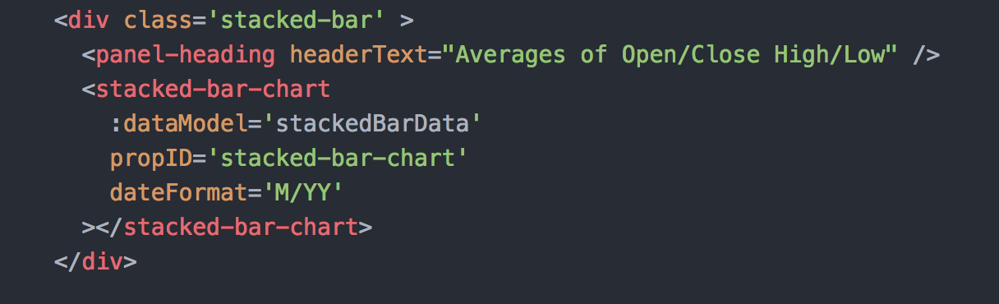 <div class='stacked-bar' >
<panel-heading headerText="Averages of Open/Close High/Low" />
<stacked-bar-chart
:dataModel='stackedBarData'
propID='stacked-bar-chart'
dateFormat='M/YY'
></stacked-bar-chart>
</div>